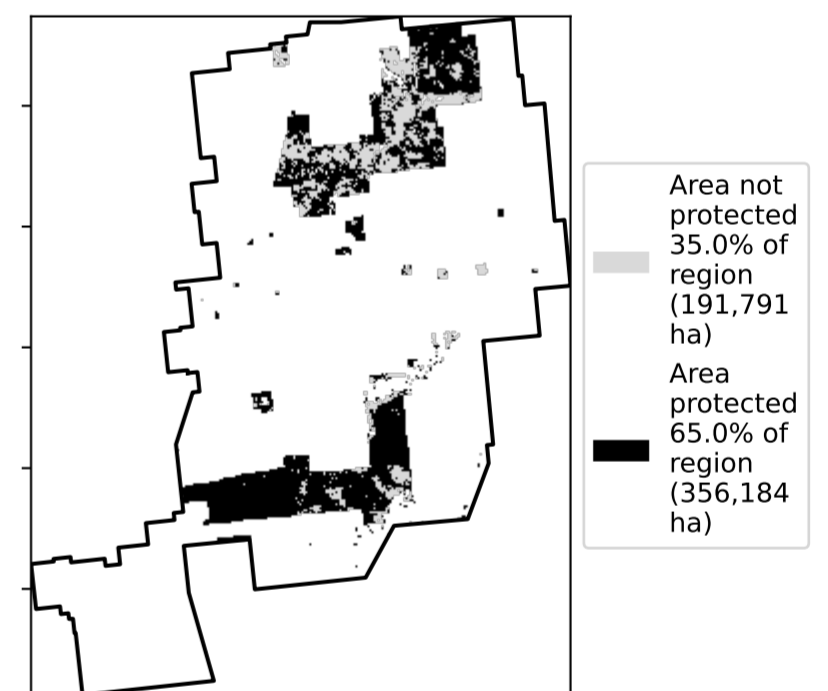 Area not
protected
35.0% of
region
(191,791
ha)
Area
protected
65.0% of
region
(356,184
ha)